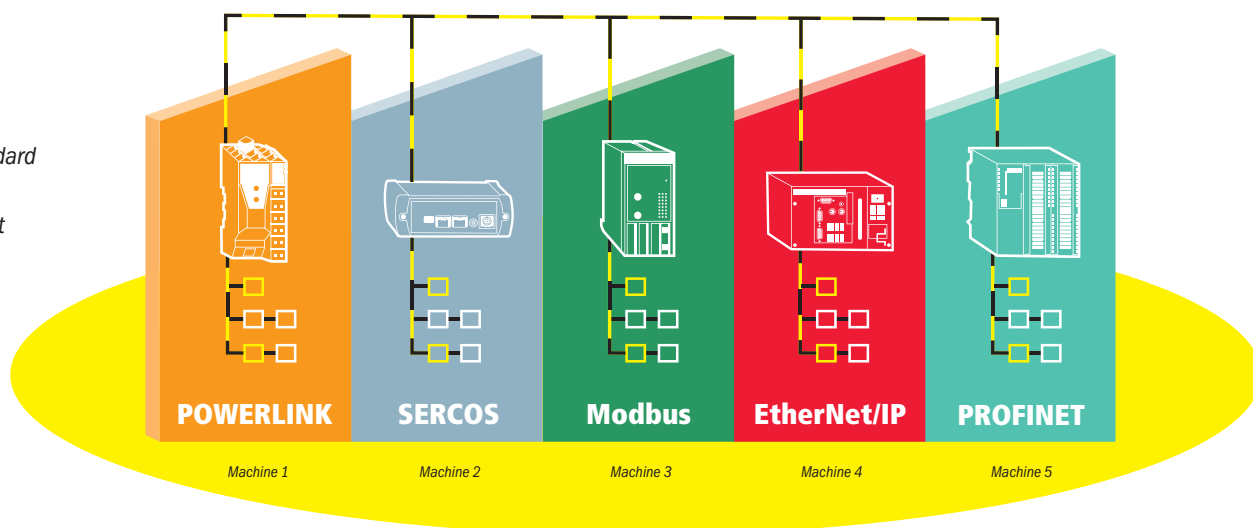 POWERLINK
SERCOS
Modbus
EtherNet/IP
PROFINET
Machine 1
Machine 2
Machine 3
Machine 4
Machine 5